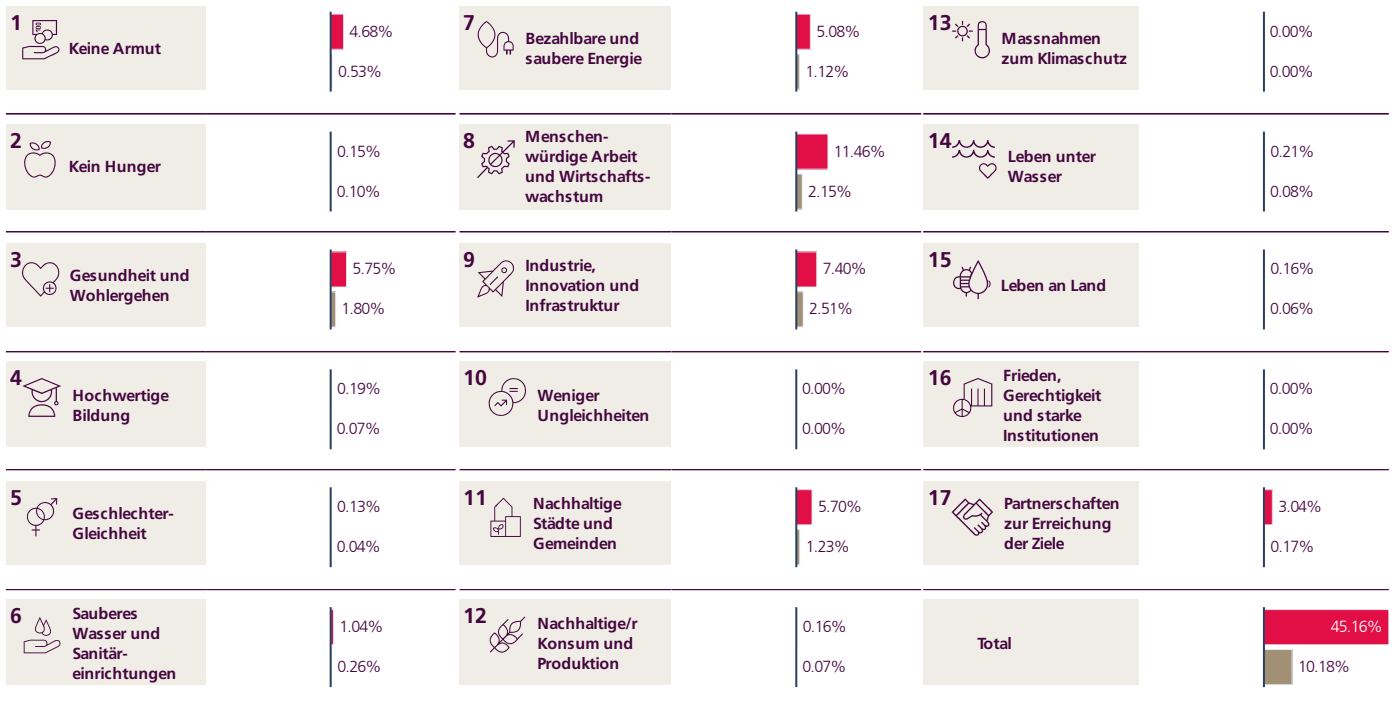 1
Keine Armut
4.68%
0.53%
2
Kein Hunger
0.15%
0.10%
3
Gesundheit und
Wohlergehen
5.75%
1.80%
4
Hochwertige
Bildung
0.19%
0.07%
5
Geschlechter-
Gleichheit
0.13%
0.04%
6
Sauberes
Wasser und
Sanitär-
einrichtungen
1.04%
0.26%
7
Bezahlbare und
saubere Energie
5.08%
1.12%
8
Menschen-
würdige Arbeit
und Wirtschafts-
wachstum
11.46%
2.15%
9
Industrie,
Innovation und
Infrastruktur
7.40%
2.51%
10
Weniger
Ungleichheiten
0.00%
0.00%
11
Nachhaltige
Städte und
Gemeinden
5.70%
1.23%
12
Nachhaltige/r
Konsum und
Produktion
0.16%
0.07%
13
Massnahmen
zum Klimaschutz
0.00%
0.00%
14
Leben unter
Wasser
0.21%
0.08%
15
Leben an Land
0.16%
0.06%
16
Frieden,
Gerechtigkeit
und starke
Institutionen
0.00%
0.00%
17
Partnerschaften
zur Erreichung
der Ziele
3.04%
0.17%
Total
45.16%
10.18%